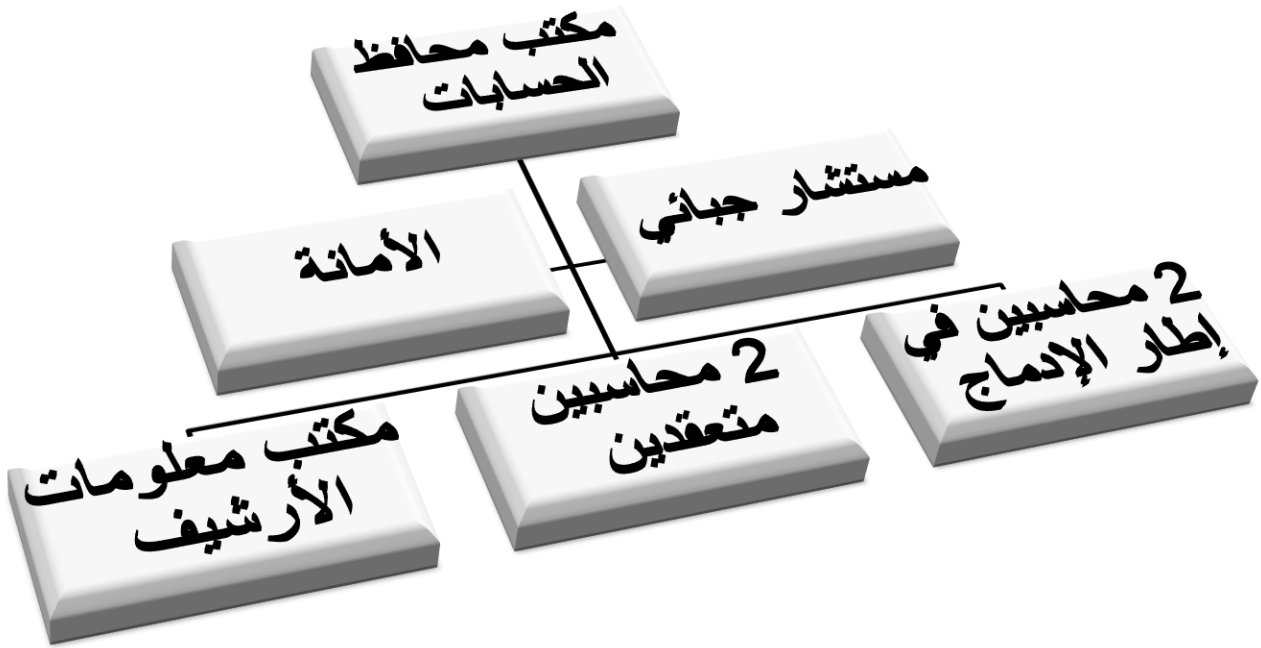 مكتب محافظ
الحسابات
مستشار جبائي
الأمانة
2 محاسبين في
إطار الإدماج
2 محاسبين
متعقدين
مكتب معلومات
الأرشيف